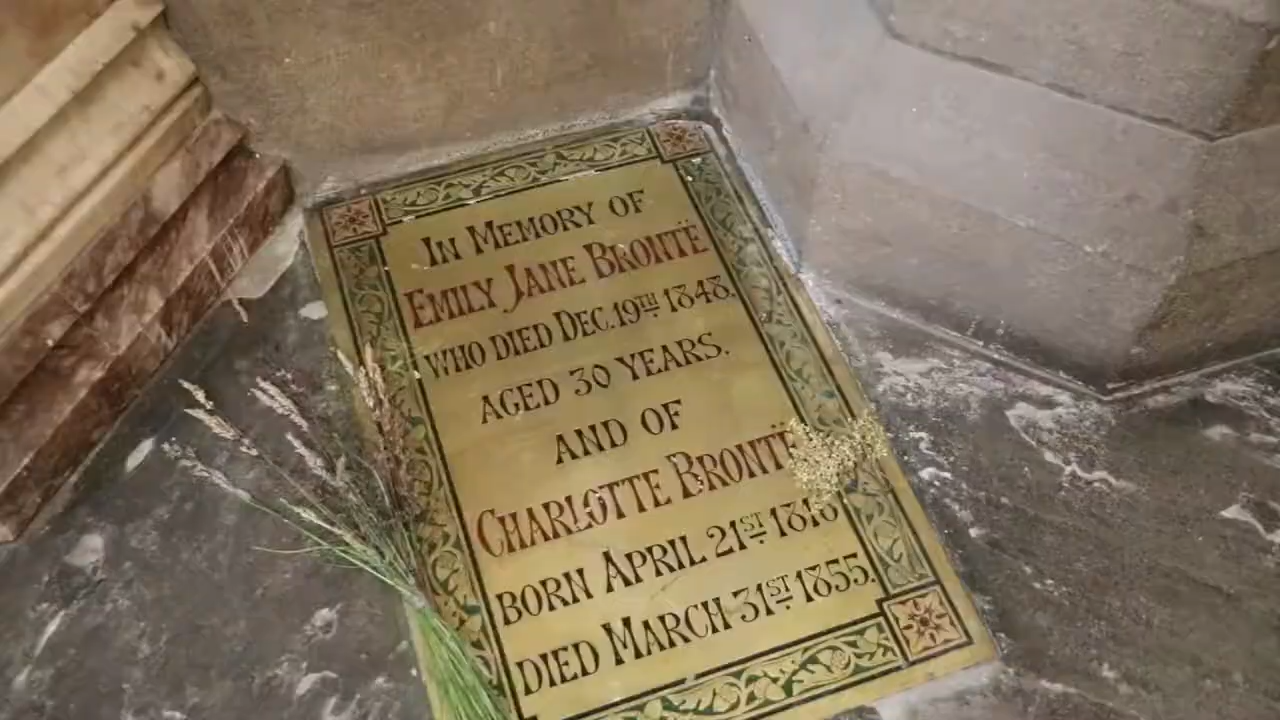 In Memory of
Emily Jane Brontë
who died Dec. 19th 1848.
aged 30 years.
and of
Charlotte Brontë
born April 21st 1816
died March 31st 1855.